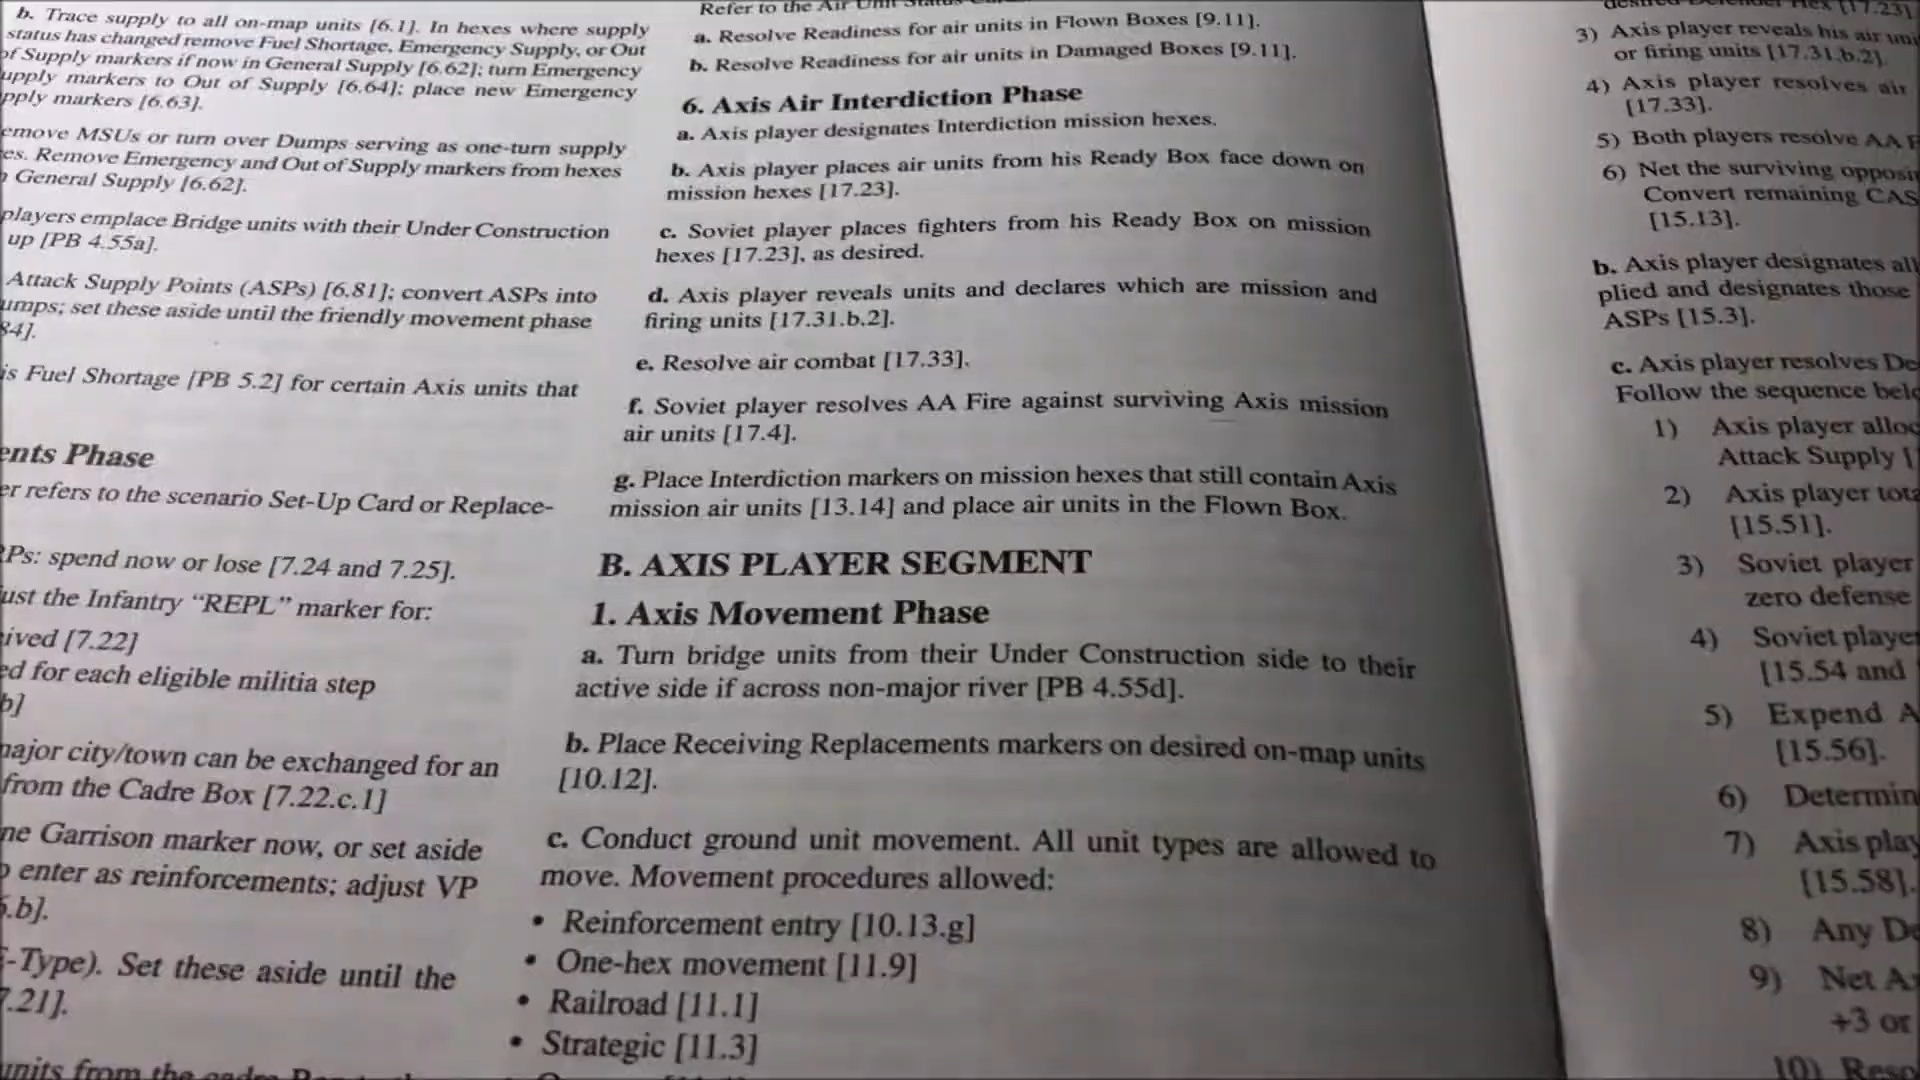 b. Trace supply to all on-map units [6.1]. In hexes where supply
status has changed remove Fuel Shortage, Emergency Supply, or Out
of Supply markers if now in General Supply [6.62]; turn Emergency
upply markers to Out of Supply [6.64]; place new Emergency
pply markers [6.63].
emove MSUs or turn over Dumps serving as one-turn supply
es. Remove Emergency and Out of Supply markers from hexes
General Supply [6.62].
players emplace Bridge units with their Under Construction
up [PB 4.55a].
Attack Supply Points (ASPs) [6.81]; convert ASPs into
umps; set these aside until the friendly movement phase
84].
is Fuel Shortage [PB 5.2] for certain Axis units that
ents Phase
er refers to the scenario Set-Up Card or Replace-
Ps: spend now or lose [7.24 and 7.25].
ust the Infantry “REPL” marker for:
ived [7.22]
ed for each eligible militia step
b]
major city/town can be exchanged for an
from the Cadre Box [7.22.c.1]
ne Garrison marker now, or set aside
enter as reinforcements; adjust VP
.b].
-Type). Set these aside until the
7.21].
units from the cadre
Refer to the Air Unit
a. Resolve Readiness for air units in Flown Boxes [9.11].
b. Resolve Readiness for air units in Damaged Boxes [9.11].
6. Axis Air Interdiction Phase
a. Axis player designates Interdiction mission hexes.
b. Axis player places air units from his Ready Box face down on
mission hexes [17.23].
c. Soviet player places fighters from his Ready Box on mission
hexes [17.23], as desired.
d. Axis player reveals units and declares which are mission and
firing units [17.31.b.2].
e. Resolve air combat [17.33].
f. Soviet player resolves AA Fire against surviving Axis mission
air units [17.4].
g. Place Interdiction markers on mission hexes that still contain Axis
mission air units [13.14] and place air units in the Flown Box.
B. AXIS PLAYER SEGMENT
1. Axis Movement Phase
a. Turn bridge units from their Under Construction side to their
active side if across non-major river [PB 4.55d].
b. Place Receiving Replacements markers on desired on-map units
[10.12].
c. Conduct ground unit movement. All unit types are allowed to
move. Movement procedures allowed:
• Reinforcement entry [10.13.g]
• One-hex movement [11.9]
• Railroad [11.1]
• Strategic [11.3]
Hex [17.23]
3) Axis player reveals his air uni
or firing units [17.31.b.2].
4) Axis player resolves air
[17.33].
5) Both players resolve AA F
6) Net the surviving opposin
Convert remaining CAS
[15.13].
b. Axis player designates all
plied and designates those
ASPs [15.3].
c. Axis player resolves De
Follow the sequence belo
1) Axis player alloc
Attack Supply [
2) Axis player tota
[15.51].
3) Soviet player
zero defense
4) Soviet player
[15.54 and
5) Expend A
[15.56].
6) Determin
7) Axis play
[15.58].
8) Any De
9) Net A
+3 or
10) Reso